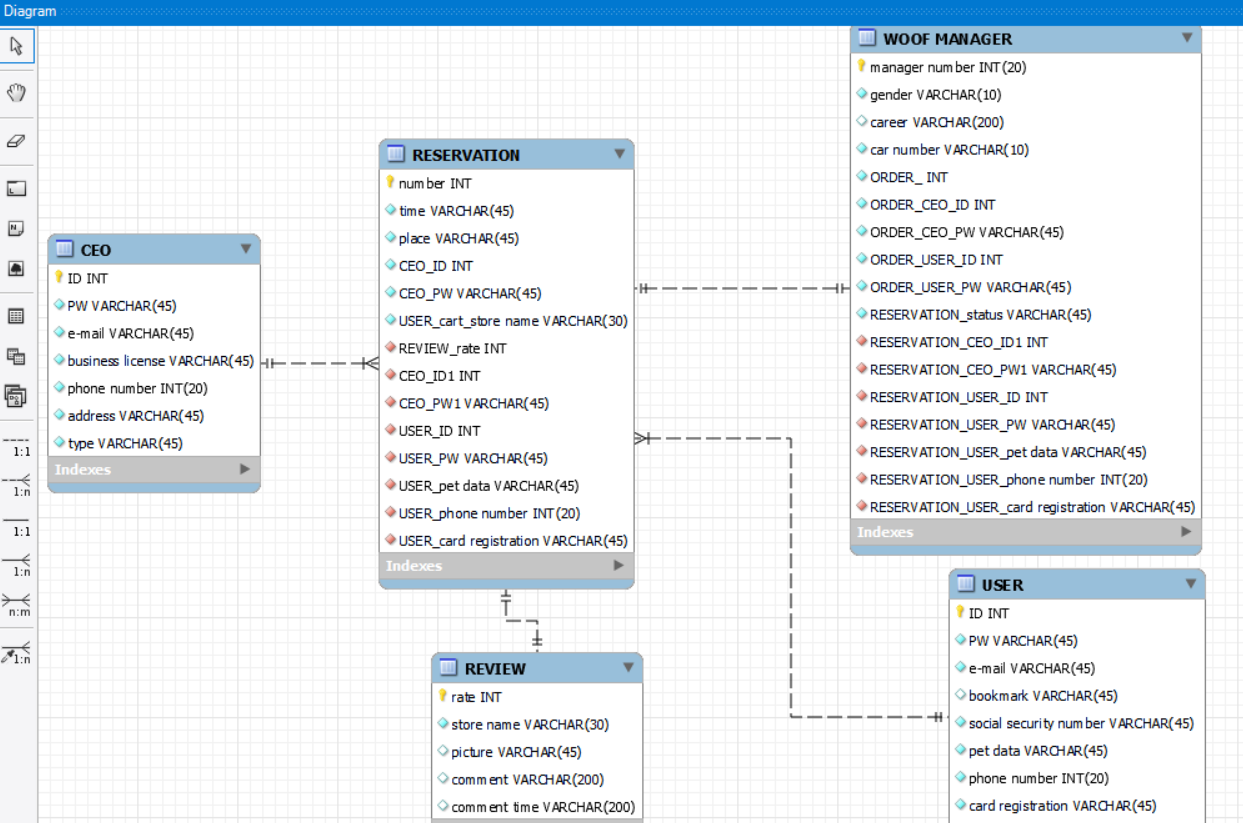 Diagram
WOOF MANAGER
manager number INT(20)
gender VARCHAR(10)
career VARCHAR(200)
car number VARCHAR(10)
ORDER_ INT
ORDER_CEO_ID INT
ORDER_CEO_PW VARCHAR(45)
ORDER_USER_ID INT
ORDER_USER_PW VARCHAR(45)
RESERVATION_status VARCHAR(45)
RESERVATION_CEO_ID1 INT
RESERVATION_CEO_PW1 VARCHAR(45)
RESERVATION_USER_ID INT
RESERVATION_USER_PW VARCHAR(45)
RESERVATION_USER_pet data VARCHAR(45)
RESERVATION_USER_phone number INT(20)
RESERVATION_USER_card registration VARCHAR(45)
Indexes
RESERVATION
number INT
time VARCHAR(45)
place VARCHAR(45)
CEO_ID INT
CEO_PW VARCHAR(45)
USER_cart_store name VARCHAR(30)
REVIEW_rate INT
CEO_ID1 INT
CEO_PW1 VARCHAR(45)
USER_ID INT
USER_PW VARCHAR(45)
USER_pet data VARCHAR(45)
USER_phone number INT(20)
USER_card registration VARCHAR(45)
Indexes
CEO
ID INT
PW VARCHAR(45)
e-mail VARCHAR(45)
business license VARCHAR(45)
phone number INT(20)
address VARCHAR(45)
type VARCHAR(45)
Indexes
1:1
1:n
1:1
1:n
n:m
1:n
USER
ID INT
PW VARCHAR(45)
e-mail VARCHAR(45)
bookmark VARCHAR(45)
social security number VARCHAR(45)
pet data VARCHAR(45)
phone number INT(20)
card registration VARCHAR(45)
REVIEW
rate INT
store name VARCHAR(30)
picture VARCHAR(45)
comment VARCHAR(200)
comment time VARCHAR(200)